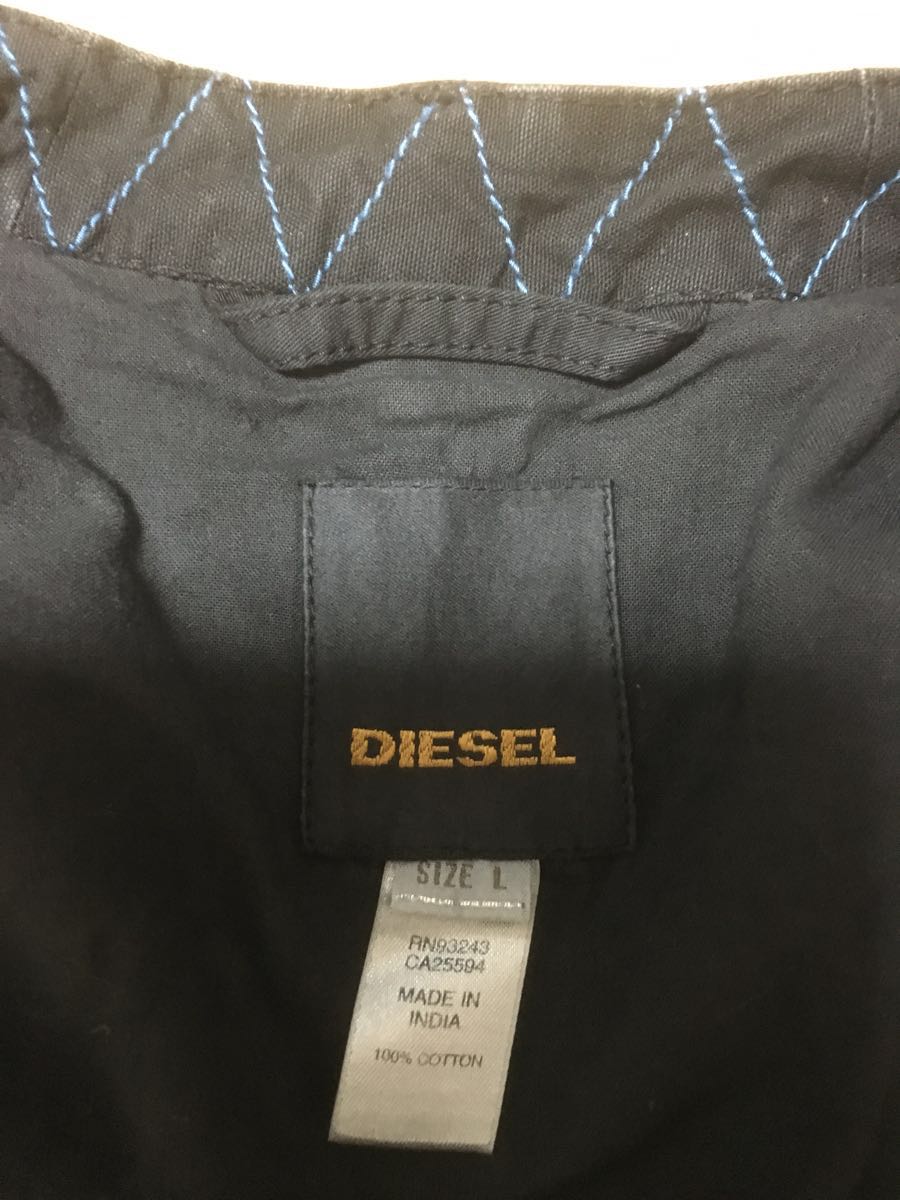 DIESEL
SIZE L
RN93243
CA25594
MADE IN
INDIA
100% COTTON